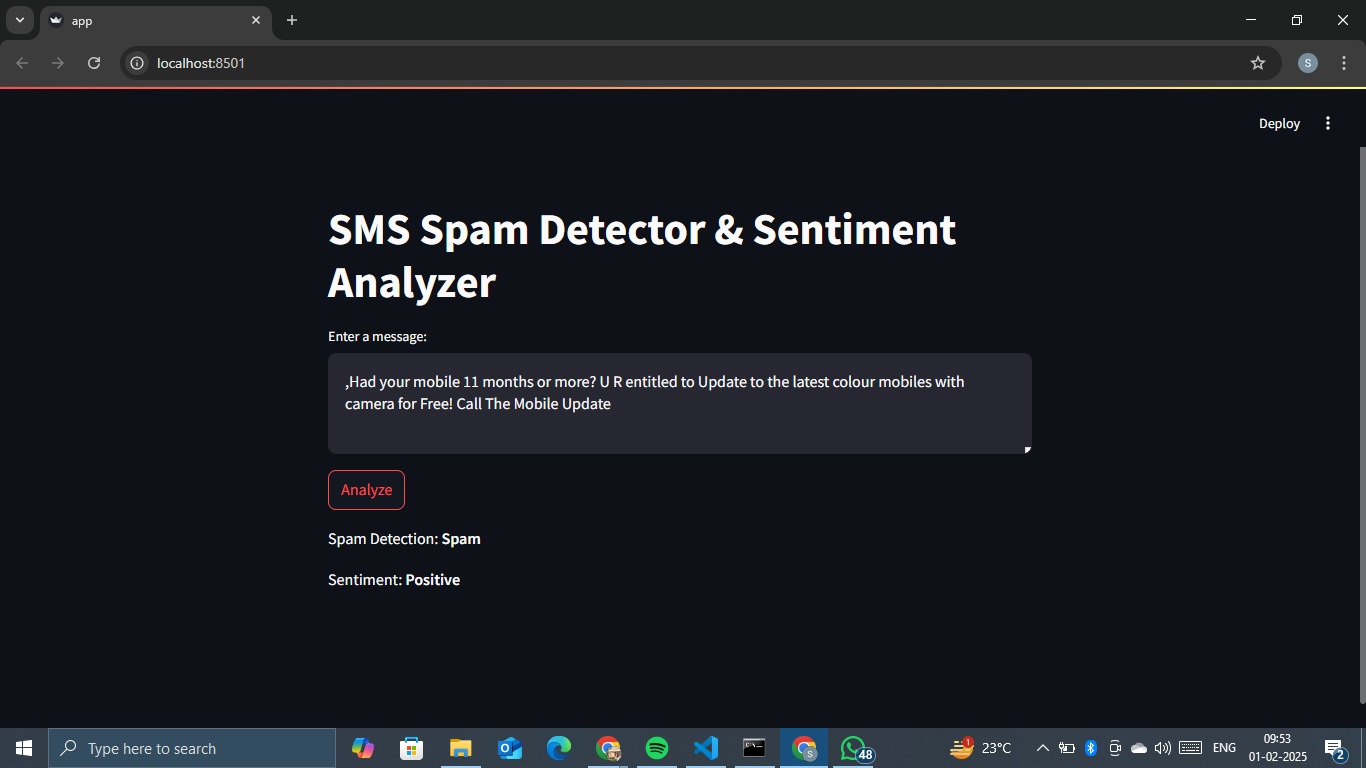 app
localhost:8501
S
Deploy
SMS Spam Detector & Sentiment
Analyzer
Enter a message:
,Had your mobile 11 months or more? U R entitled to Update to the latest colour mobiles with
camera for Free! Call The Mobile Update
Analyze
Spam Detection: Spam
Sentiment: Positive
Type here to search
S
48
1
23°C
ENG
09:53
01-02-2025
2